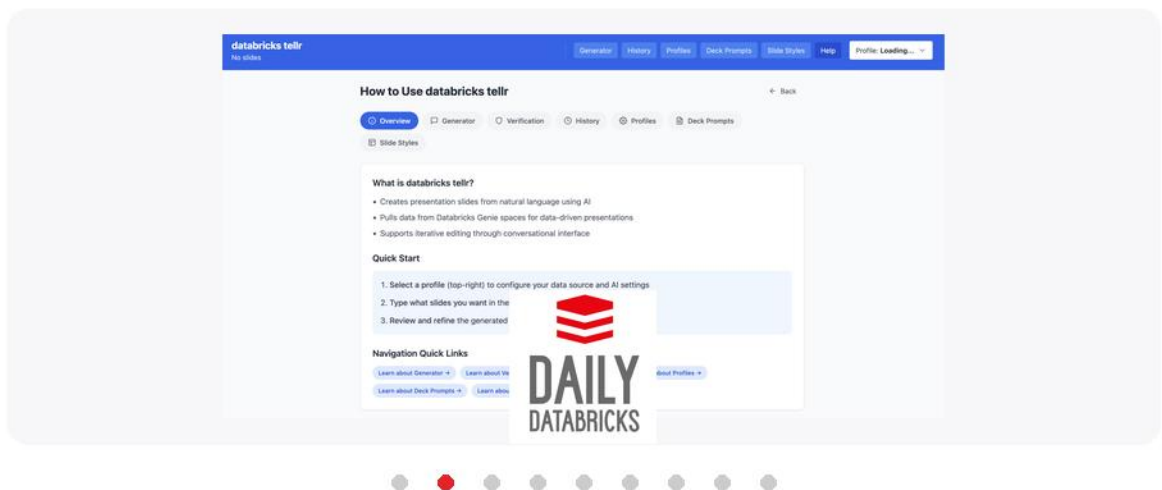 databricks tellr
No slides
Generator History Profiles Deck Prompts Slide Styles Help Profile: Loading...
How to Use databricks tellr
← Back
Overview Generator Verification History Profiles Deck Prompts
Slide Styles
What is databricks tellr?
• Creates presentation slides from natural language using AI
• Pulls data from Databricks Genie spaces for data-driven presentations
• Supports iterative editing through conversational interface
Quick Start
1. Select a profile (top-right) to configure your data source and AI settings
2. Type what slides you want in the
3. Review and refine the generated
Navigation Quick Links
Learn about Generator → Learn about Profiles →
Learn about Deck Prompts → Learn
DAILY
DATABRICKS